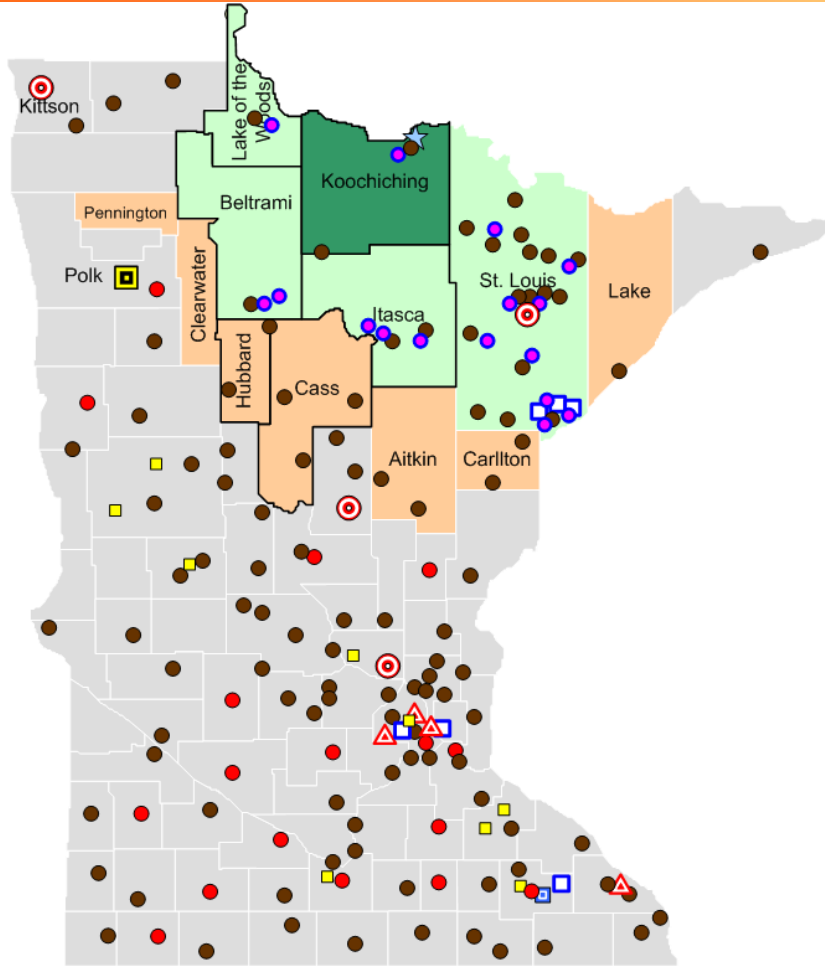 Kittson
Lake of the
Woods
Koochiching
Beltrami
Pennington
Polk
Clearwater
St. Louis
Lake
Itasca
Hubbard
Cass
Aitkin
Carllton